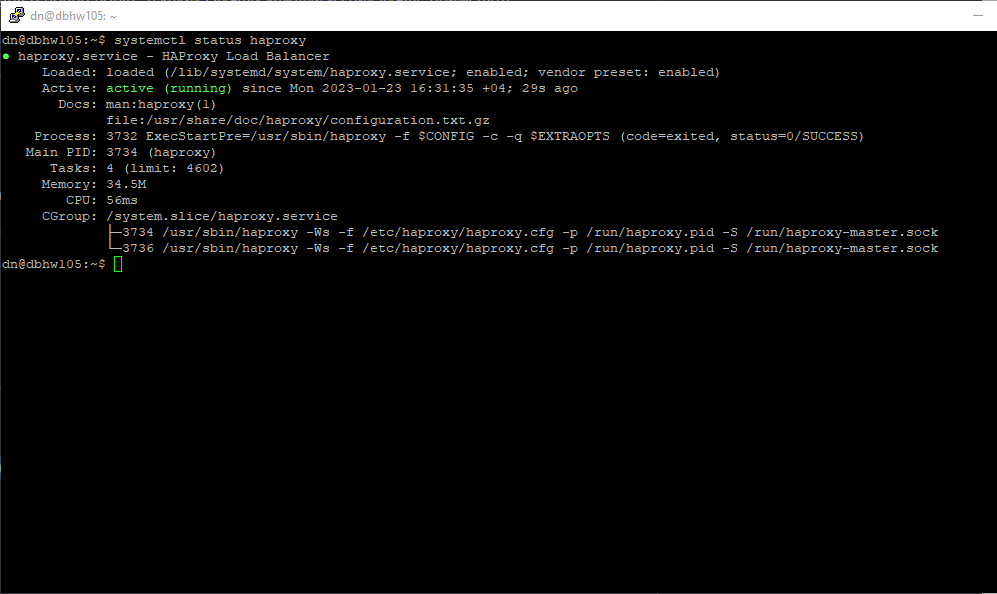 dn@dbhw105: ~
dn@dbhw105:~$ systemctl status haproxy
● haproxy.service - HAProxy Load Balancer
     Loaded: loaded (/lib/systemd/system/haproxy.service; enabled; vendor preset: enabled)
     Active: active (running) since Mon 2023-01-23 16:31:35 +04; 29s ago
       Docs: man:haproxy(1)
             file:/usr/share/doc/haproxy/configuration.txt.gz
    Process: 3732 ExecStartPre=/usr/sbin/haproxy -f $CONFIG -c -q $EXTRAOPTS (code=exited, status=0/SUCCESS)
   Main PID: 3734 (haproxy)
      Tasks: 4 (limit: 4602)
     Memory: 34.5M
        CPU: 56ms
     CGroup: /system.slice/haproxy.service
             ├─3734 /usr/sbin/haproxy -Ws -f /etc/haproxy/haproxy.cfg -p /run/haproxy.pid -S /run/haproxy-master.sock
             └─3736 /usr/sbin/haproxy -Ws -f /etc/haproxy/haproxy.cfg -p /run/haproxy.pid -S /run/haproxy-master.sock
dn@dbhw105:~$